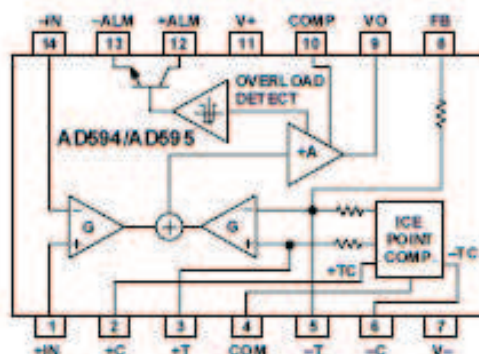 –IN –ALM +ALM V+ COMP VO FB
14 13 12 11 10 9 8
OVERLOAD
DETECT
AD594/AD595
+A
G
G
ICE
POINT
COMP.
–TC
+TC
1 2 3 4 5 6 7
+IN +C +T COM –T –C V–